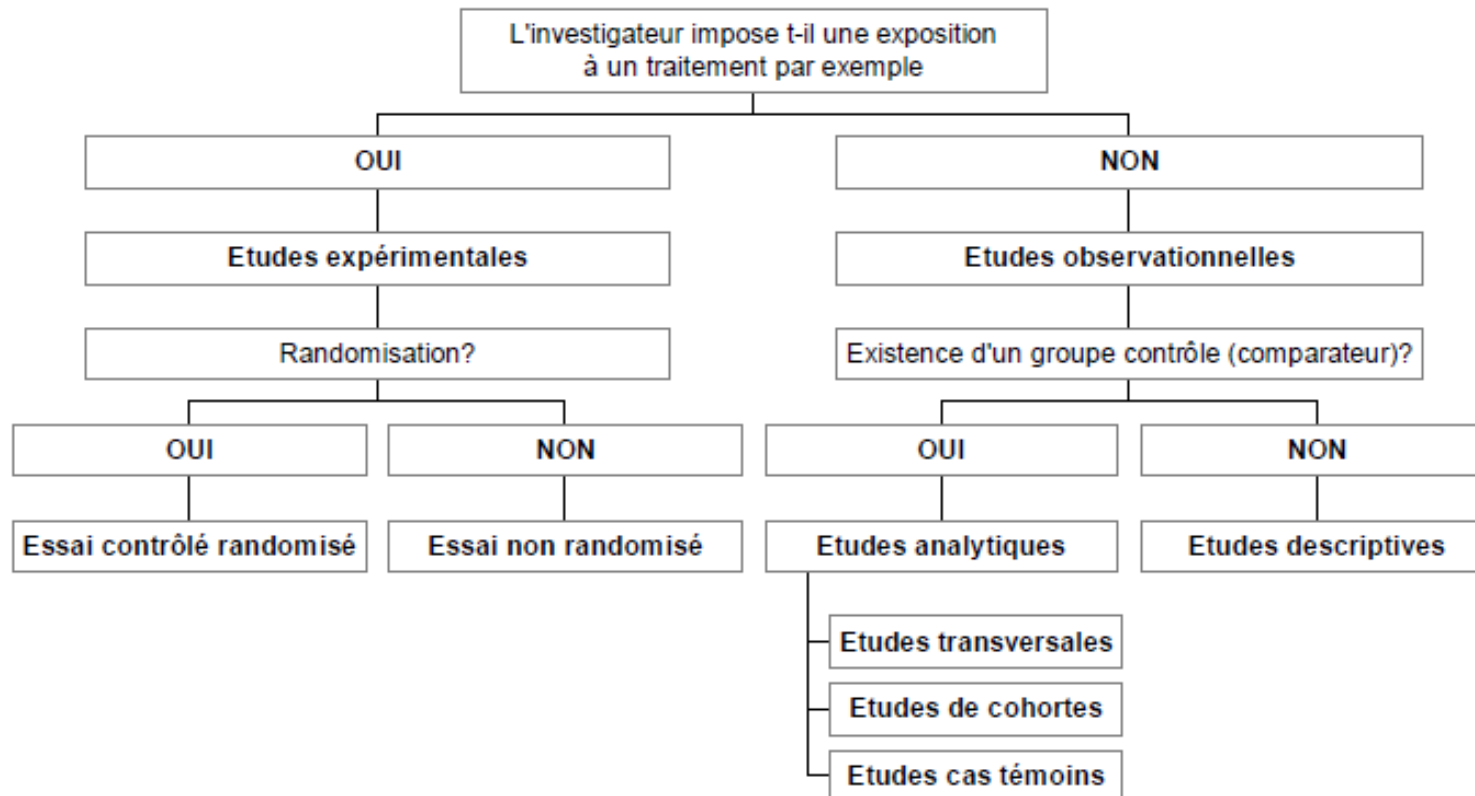 L'investigateur impose t-il une exposition
à un traitement par exemple
OUI
NON
Etudes expérimentales
Etudes observationnelles
Randomisation?
Existence d'un groupe contrôle (comparateur)?
OUI
NON
OUI
NON
Essai contrôlé randomisé
Essai non randomisé
Etudes analytiques
Etudes descriptives
Etudes transversales
Etudes de cohortes
Etudes cas témoins